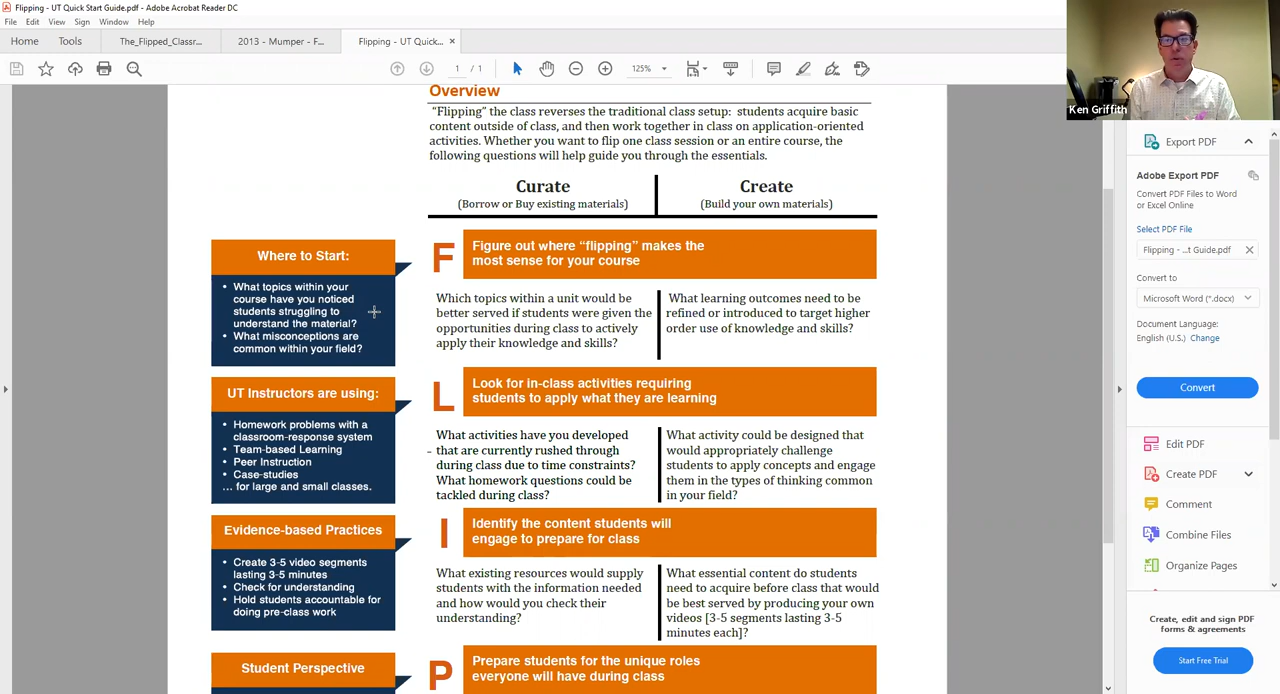 Flipping - UT Quick Start Guide.pdf - Adobe Acrobat Reader DC
File Edit View Sign Window Help
Home Tools The_Flipped_Classr... 2013 - Mumper - F... Flipping - UT Quick... ×
1 / 1 125%
Ken Griffith
Overview
“Flipping” the class reverses the traditional class setup: students acquire basic
content outside of class, and then work together in class on application-oriented
activities. Whether you want to flip one class session or an entire course, the
following questions will help guide you through the essentials.
Curate
(Borrow or Buy existing materials)
Create
(Build your own materials)
Where to Start:
• What topics within your
course have you noticed
students struggling to
understand the material?
• What misconceptions are
common within your field?
F
Figure out where “flipping” makes the
most sense for your course
Which topics within a unit would be
better served if students were given the
opportunities during class to actively
apply their knowledge and skills?
What learning outcomes need to be
refined or introduced to target higher
order use of knowledge and skills?
UT Instructors are using:
• Homework problems with a
classroom-response system
• Team-based Learning
• Peer Instruction
• Case-studies
... for large and small classes.
L
Look for in-class activities requiring
students to apply what they are learning
What activities have you developed
that are currently rushed through
during class due to time constraints?
What homework questions could be
tackled during class?
What activity could be designed that
would appropriately challenge
students to apply concepts and engage
them in the types of thinking common
in your field?
Evidence-based Practices
• Create 3-5 video segments
lasting 3-5 minutes
• Check for understanding
• Hold students accountable for
doing pre-class work
I
Identify the content students will
engage to prepare for class
What existing resources would supply
students with the information needed
and how would you check their
understanding?
What essential content do students
need to acquire before class that would
be best served by producing your own
videos [3-5 segments lasting 3-5
minutes each]?
Student Perspective
P
Prepare students for the unique roles
everyone will have during class
Export PDF
Adobe Export PDF
Convert PDF Files to Word
or Excel Online
Select PDF File
Flipping - ...t Guide.pdf ×
Convert to
Microsoft Word (*.docx)
Document Language:
English (U.S.) Change
Convert
Edit PDF
Create PDF
Comment
Combine Files
Organize Pages
Create, edit and sign PDF
forms & agreements
Start Free Trial